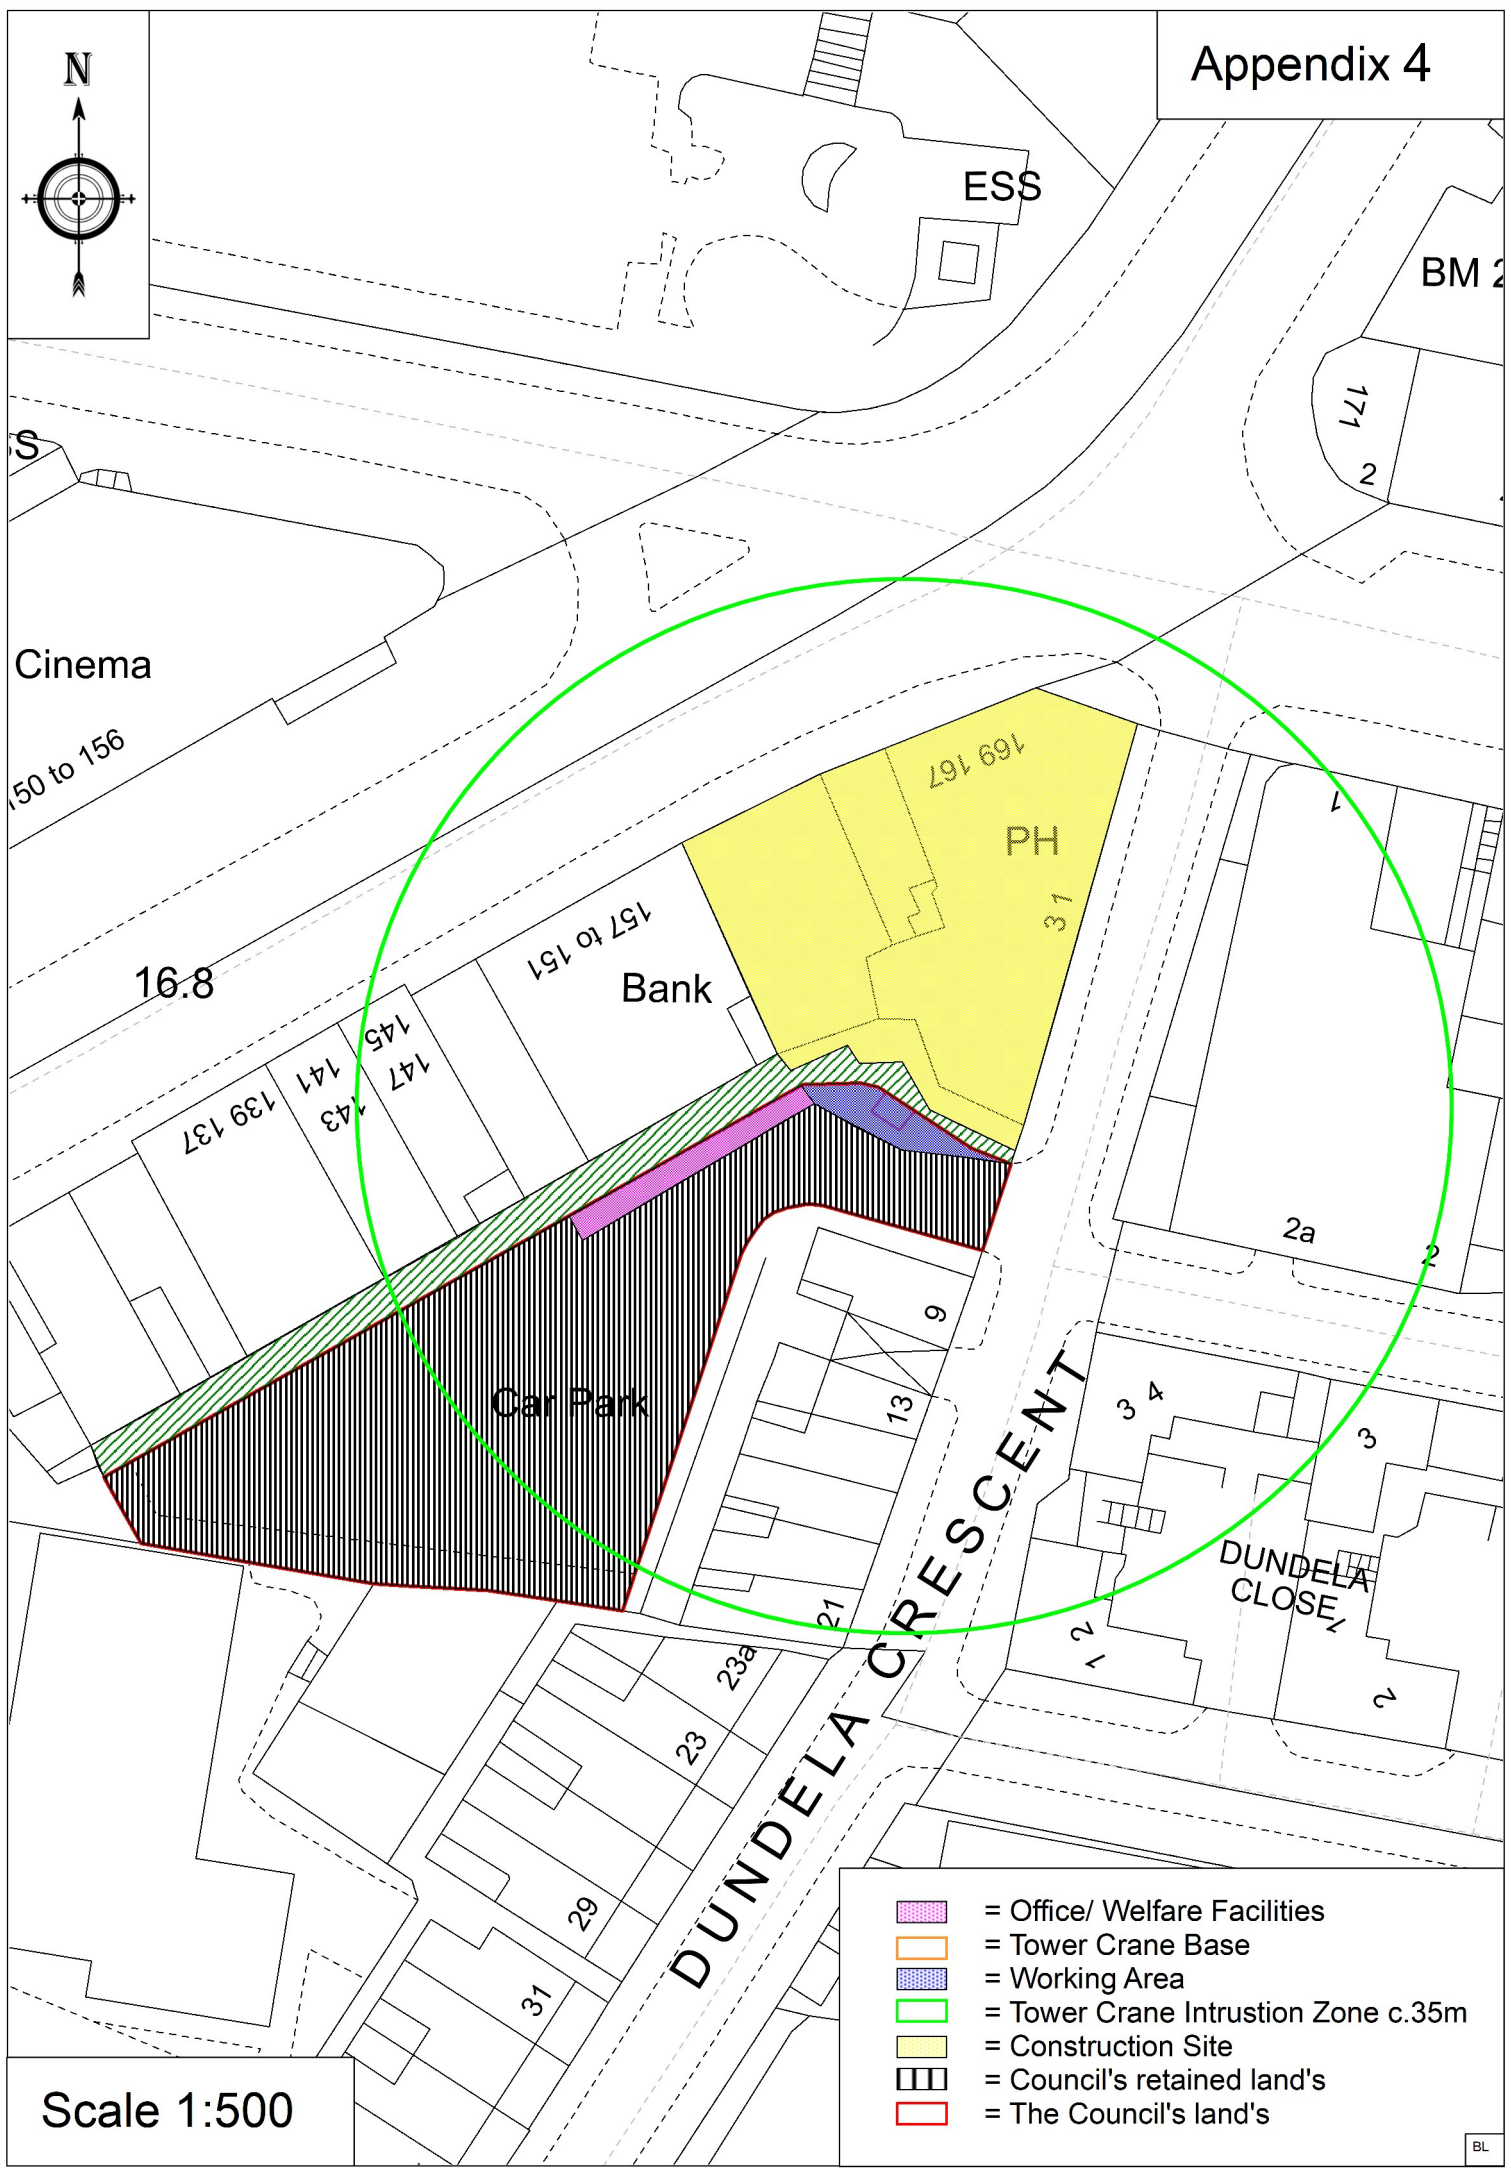 N
Appendix 4
ESS
BM 2
171
2
S
Cinema
150 to 156
169 167
PH
31
1
157 to 151
Bank
16.8
145
147
141
143
139 137
2a
2
9
Car Park
13
3 4
3
21
DUNDELA
CLOSE
1 2
1
2
23a
23
29
31
DUNDELA CRESCENT
= Office/ Welfare Facilities
= Tower Crane Base
= Working Area
= Tower Crane Intrustion Zone c.35m
= Construction Site
= Council's retained land's
= The Council's land's
Scale 1:500
BL